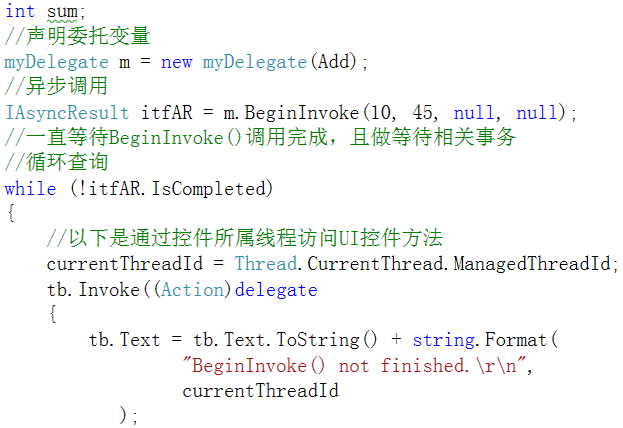 int sum;
//声明委托变量
myDelegate m = new myDelegate(Add);
//异步调用
IAsyncResult itfAR = m.BeginInvoke(10, 45, null, null);
//一直等待BeginInvoke()调用完成，且做等待相关事务
//循环查询
while (!itfAR.IsCompleted)
{
    //以下是通过控件所属线程访问UI控件方法
    currentThreadId = Thread.CurrentThread.ManagedThreadId;
    tb.Invoke((Action)delegate
    {
        tb.Text = tb.Text.ToString() + string.Format(
                "BeginInvoke() not finished.\r\n",
                currentThreadId
           );